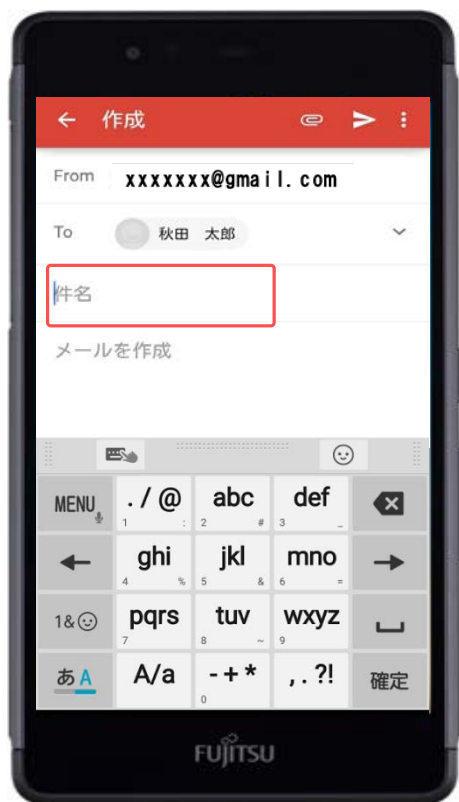 作成
From xxxxxxx@gmail.com
To 秋田 太郎
件名
メールを作成
MENU ./@ abc def
1 : 2 # 3 _
← ghi jkl mno →
4 % 5 & 6 =
1& pqrs tuv wxyz
7 8 ~ 9
あA A/a -+* ,.?! 確定
0
FUJITSU